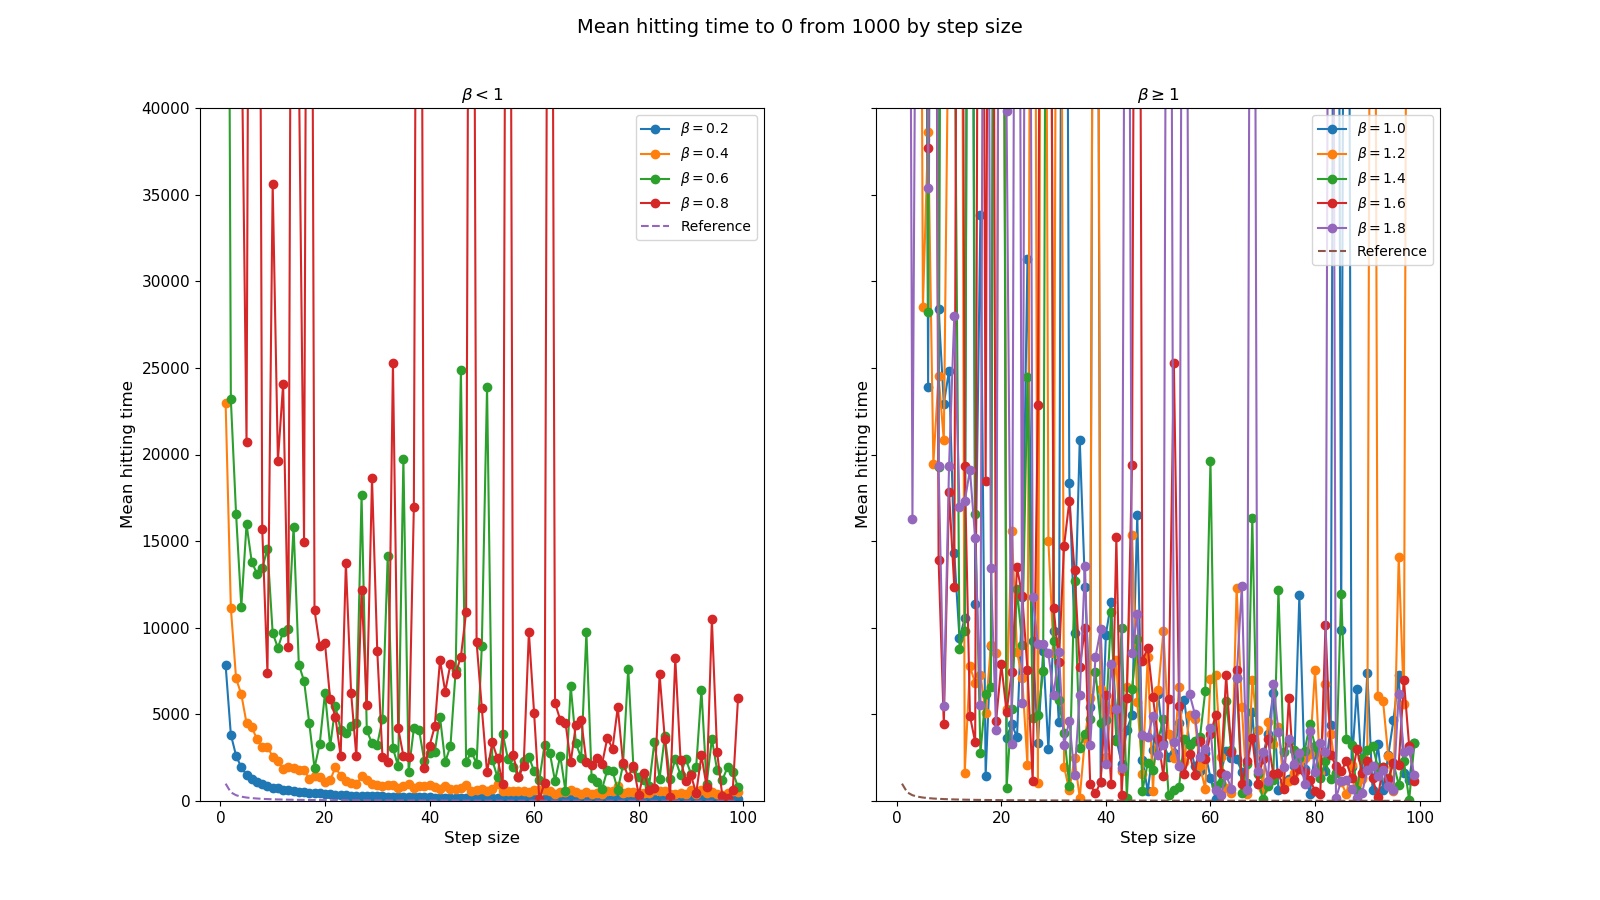 Mean hitting time to 0 from 1000 by step size
β < 1
40000
35000
30000
25000
20000
15000
10000
5000
0
Mean hitting time
0 20 40 60 80 100
Step size
β = 0.2
β = 0.4
β = 0.6
β = 0.8
Reference
β ≥ 1
Mean hitting time
0 20 40 60 80 100
Step size
β = 1.0
β = 1.2
β = 1.4
β = 1.6
β = 1.8
Reference